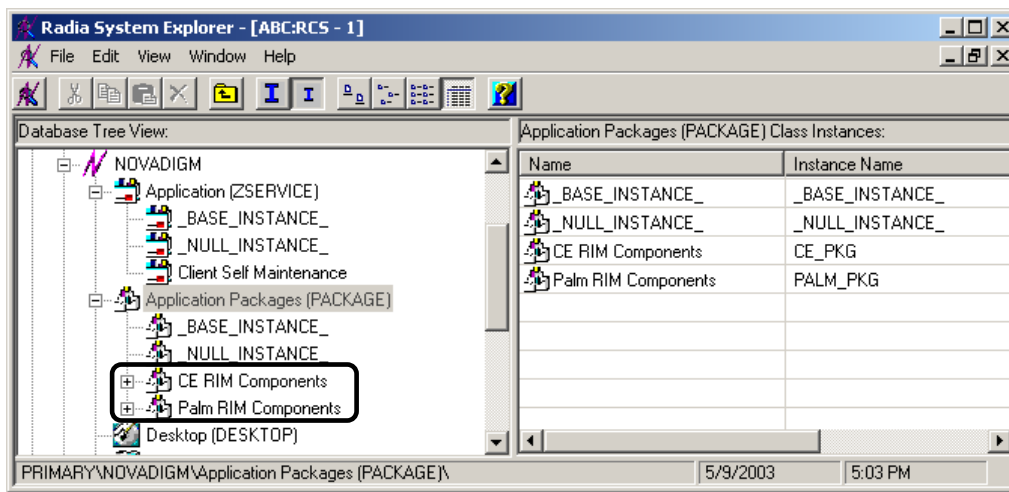 Radia System Explorer - [ABC:RCS - 1]
File Edit View Window Help
Database Tree View:
NOVADIGM
Application (ZSERVICE)
_BASE_INSTANCE_
_NULL_INSTANCE_
Client Self Maintenance
Application Packages (PACKAGE)
_BASE_INSTANCE_
_NULL_INSTANCE_
CE RIM Components
Palm RIM Components
Desktop (DESKTOP)
Application Packages (PACKAGE) Class Instances:
Name Instance Name
_BASE_INSTANCE_ _BASE_INSTANCE_
_NULL_INSTANCE_ _NULL_INSTANCE_
CE RIM Components CE_PKG
Palm RIM Components PALM_PKG
PRIMARY\NOVADIGM\Application Packages (PACKAGE)\ 5/9/2003 5:03 PM